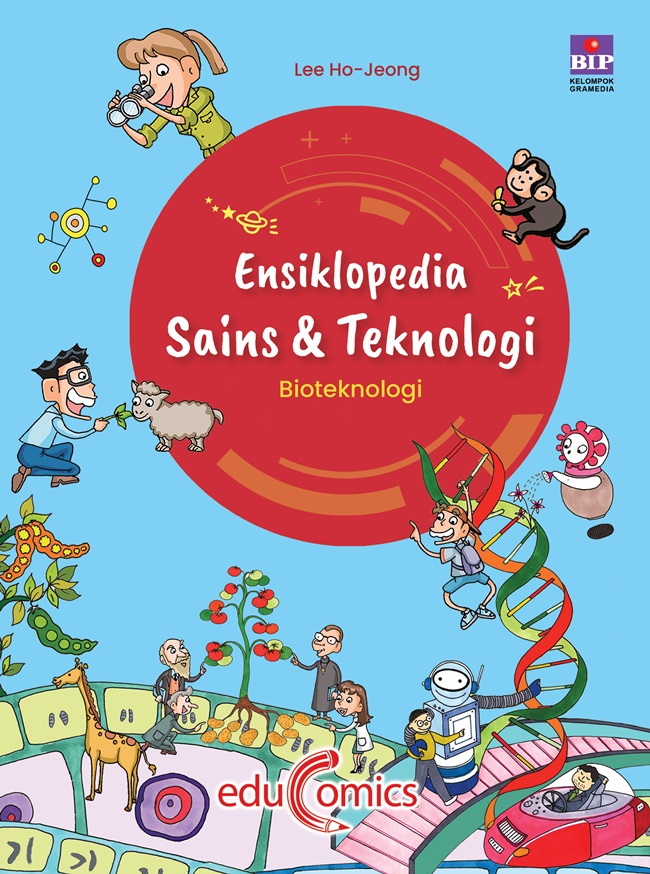 Lee Ho-Jeong
BIP
KELOMPOK
GRAMEDIA
Ensiklopedia
Sains & Teknologi
Bioteknologi
eduComics